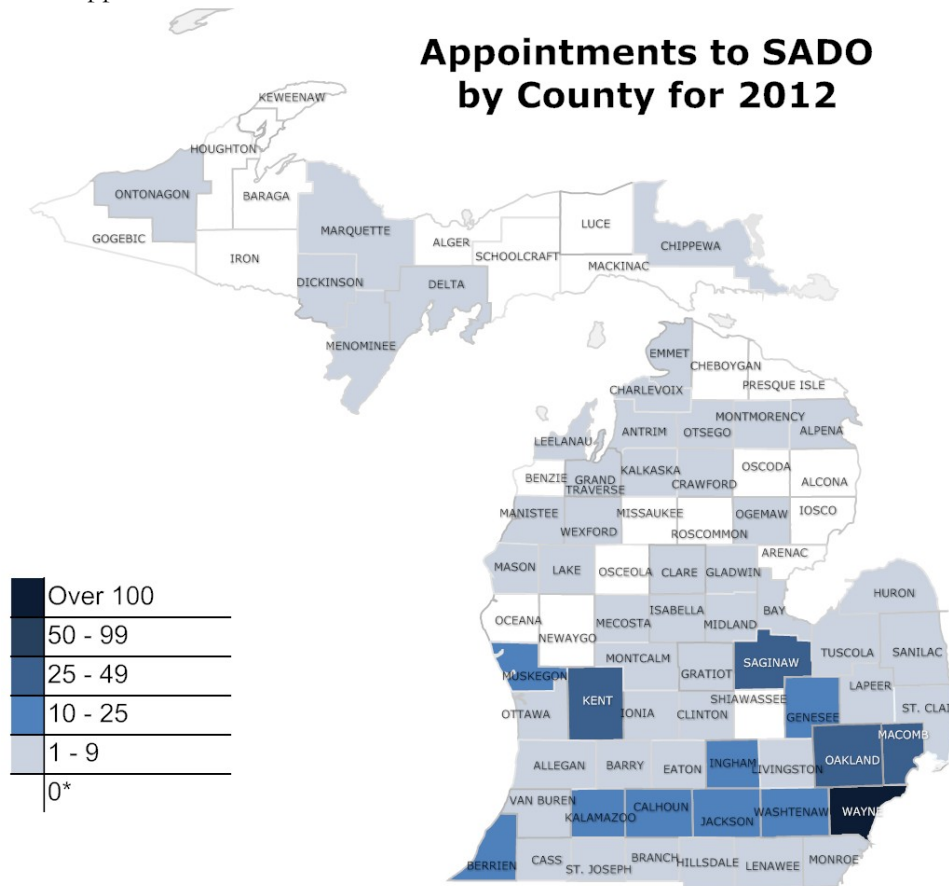 Appointments to SADO
by County for 2012
KEWEENAW
HOUGHTON
ONTONAGON
BARAGA
GOGEBIC
IRON
MARQUETTE
ALGER
LUCE
SCHOOLCRAFT
CHIPPEWA
MACKINAC
DICKINSON
DELTA
MENOMINEE
EMMET
CHEBOYGAN
PRESQUE ISLE
CHARLEVOIX
MONTMORENCY
ANTRIM
OTSEGO
ALPENA
LEELANAU
BENZIE
GRAND
TRAVERSE
KALKASKA
CRAWFORD
OSCODA
ALCONA
MANISTEE
WEXFORD
MISSAUKEE
ROSCOMMON
OGEMAW
IOSCO
ARENAC
MASON
LAKE
OSCEOLA
CLARE
GLADWIN
HURON
OCEANA
NEWAYGO
MECOSTA
ISABELLA
MIDLAND
BAY
TUSCOLA
SANILAC
MUSKEGON
MONTCALM
GRATIOT
SAGINAW
LAPEER
ST. CLAI
OTTAWA
KENT
IONIA
CLINTON
SHIAWASSEE
GENESEE
MACOMB
OAKLAND
ALLEGAN
BARRY
EATON
INGHAM
LIVINGSTON
VAN BUREN
KALAMAZOO
CALHOUN
JACKSON
WASHTENAW
WAYNE
BERRIEN
CASS
ST. JOSEPH
BRANCH
HILLSDALE
LENAWEE
MONROE
Over 100
50 - 99
25 - 49
10 - 25
1 - 9
0*